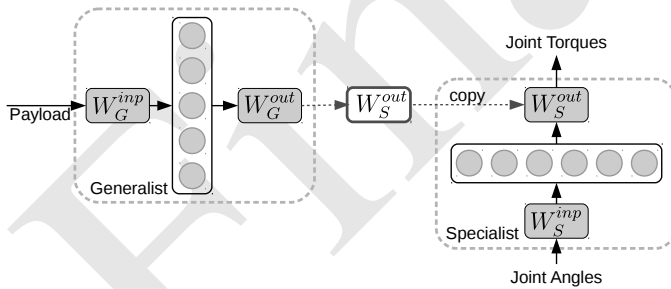 Joint Torques
Payload
W_G^{inp}
W_G^{out}
W_S^{out}
copy
W_S^{out}
Generalist
Specialist
W_S^{inp}
Joint Angles